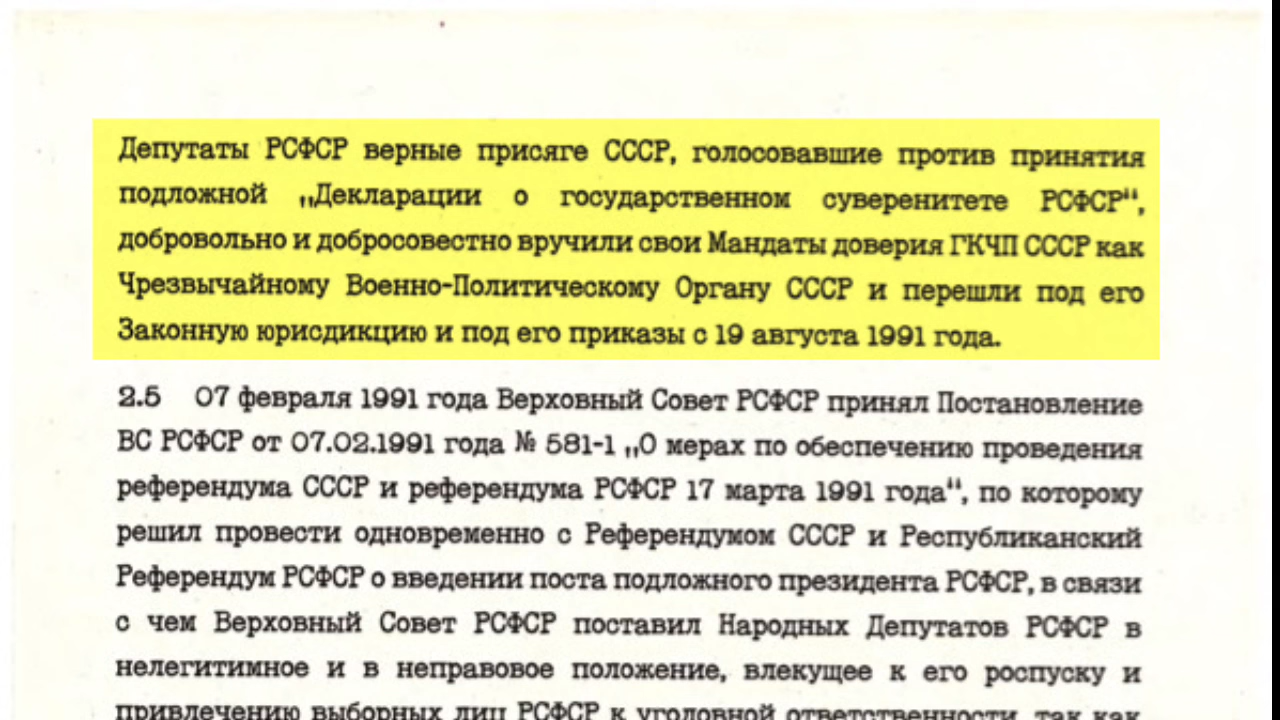 Депутаты РСФСР верные присяге СССР, голосовавшие против принятия
подложной „Декларации о государственном суверенитете РСФСР“,
добровольно и добросовестно вручили свои Мандаты доверия ГКЧП СССР как
Чрезвычайному Военно-Политическому Органу СССР и перешли под его
Законную юрисдикцию и под его приказы с 19 августа 1991 года.
2.5 07 февраля 1991 года Верховный Совет РСФСР принял Постановление
ВС РСФСР от 07.02.1991 года № 581-1 „О мерах по обеспечению проведения
референдума СССР и референдума РСФСР 17 марта 1991 года“, по которому
решил провести одновременно с Референдумом СССР и Республиканский
Референдум РСФСР о введении поста подложного президента РСФСР, в связи
с чем Верховный Совет РСФСР поставил Народных Депутатов РСФСР в
нелегитимное и в неправовое положение, влекущее к его роспуску и
привлечению выборных лиц РСФСР к уголовной ответственности, так как